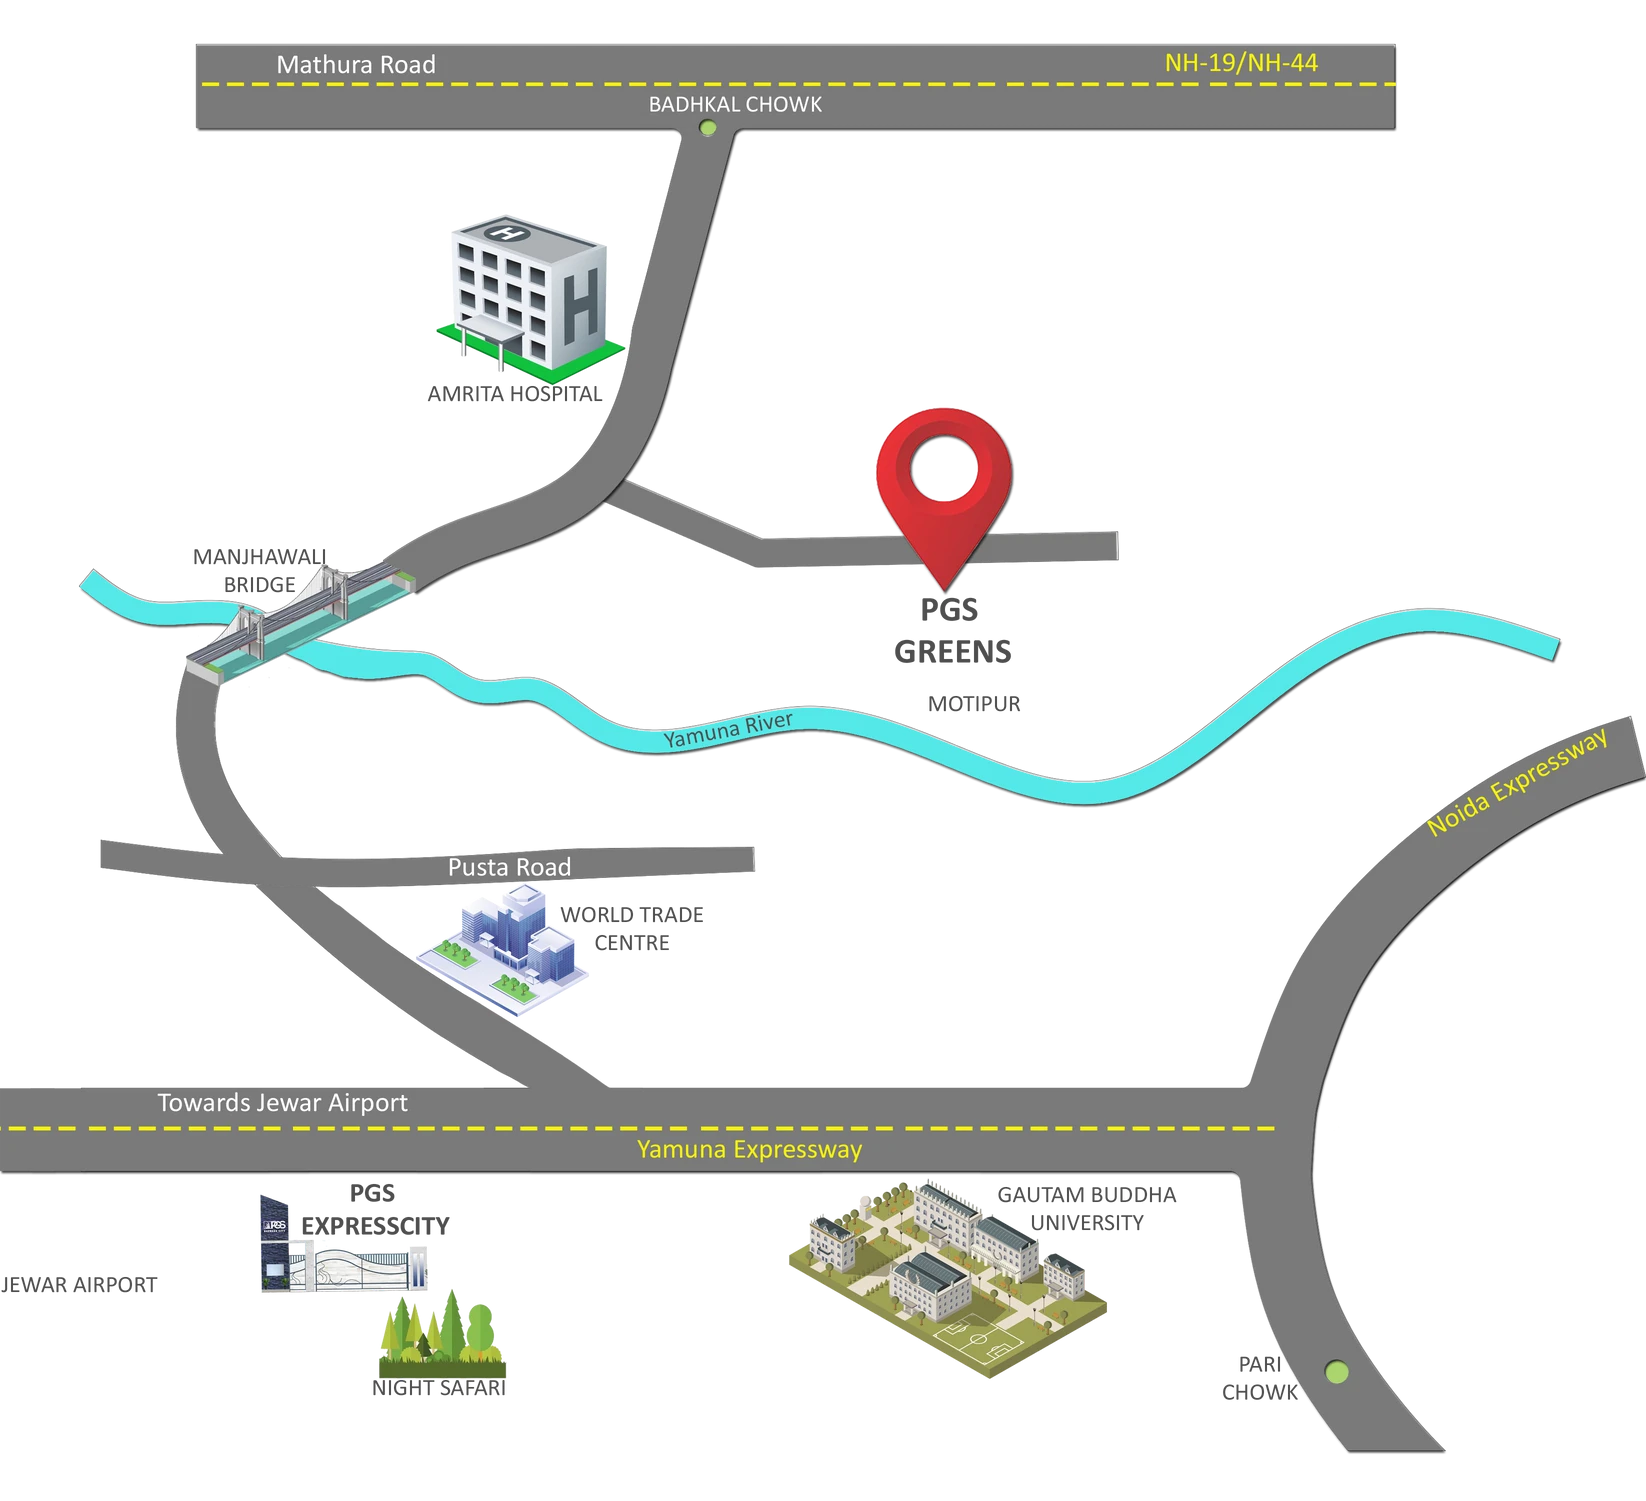 Mathura Road
NH-19/NH-44
BADHKAL CHOWK
H
H
AMRITA HOSPITAL
MANJHAWALI
BRIDGE
PGS
GREENS
MOTIPUR
Yamuna River
Noida Expressway
Pusta Road
WORLD TRADE
CENTRE
Towards Jewar Airport
Yamuna Expressway
PGS
EXPRESSCITY
PGS
GAUTAM BUDDHA
UNIVERSITY
JEWAR AIRPORT
NIGHT SAFARI
PARI
CHOWK